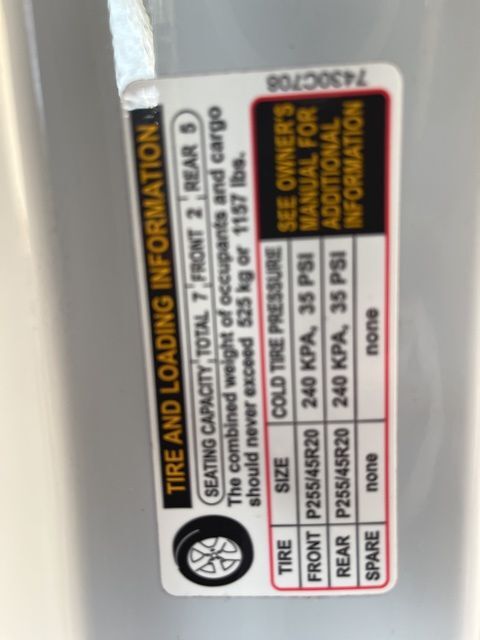 TIRE AND LOADING INFORMATION
SEATING CAPACITY TOTAL 7 FRONT 2 REAR 5
The combined weight of occupants and cargo
should never exceed 525 kg or 1157 lbs.
TIRE SIZE COLD TIRE PRESSURE
FRONT P255/45R20 240 KPA, 35 PSI
REAR P255/45R20 240 KPA, 35 PSI
SPARE none none
SEE OWNER'S
MANUAL FOR
ADDITIONAL
INFORMATION
7430C708